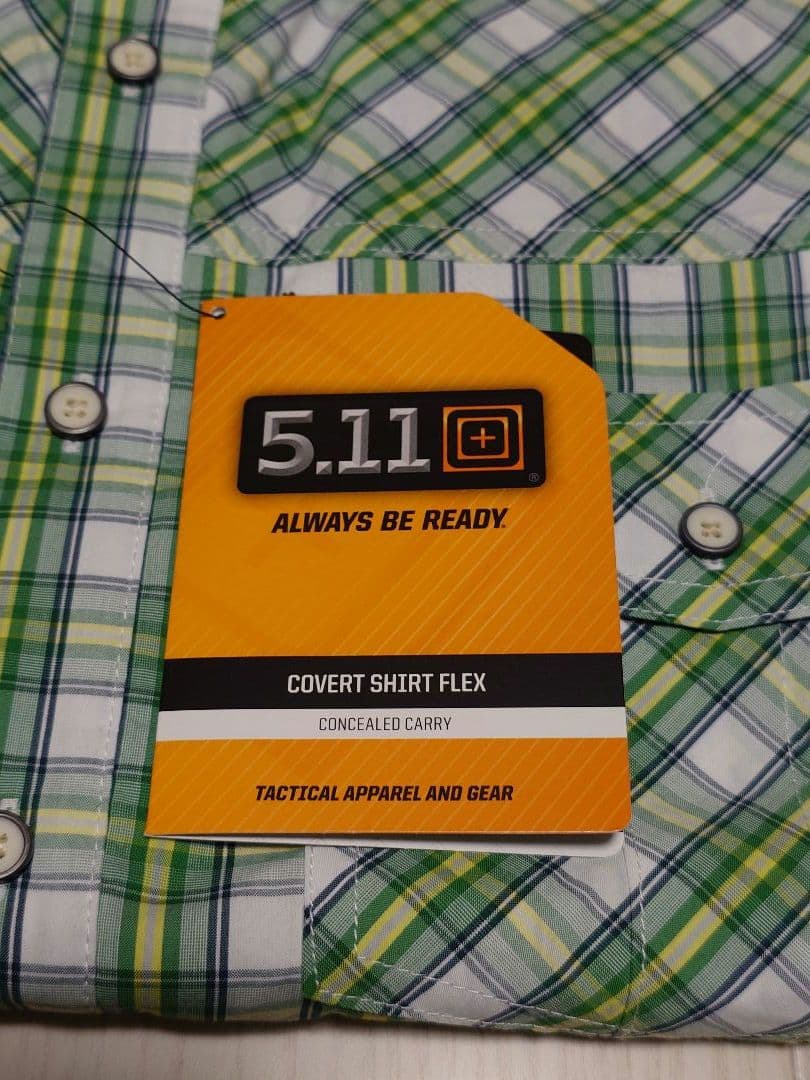 5.11
ALWAYS BE READY.
COVERT SHIRT FLEX
CONCEALED CARRY
TACTICAL APPAREL AND GEAR